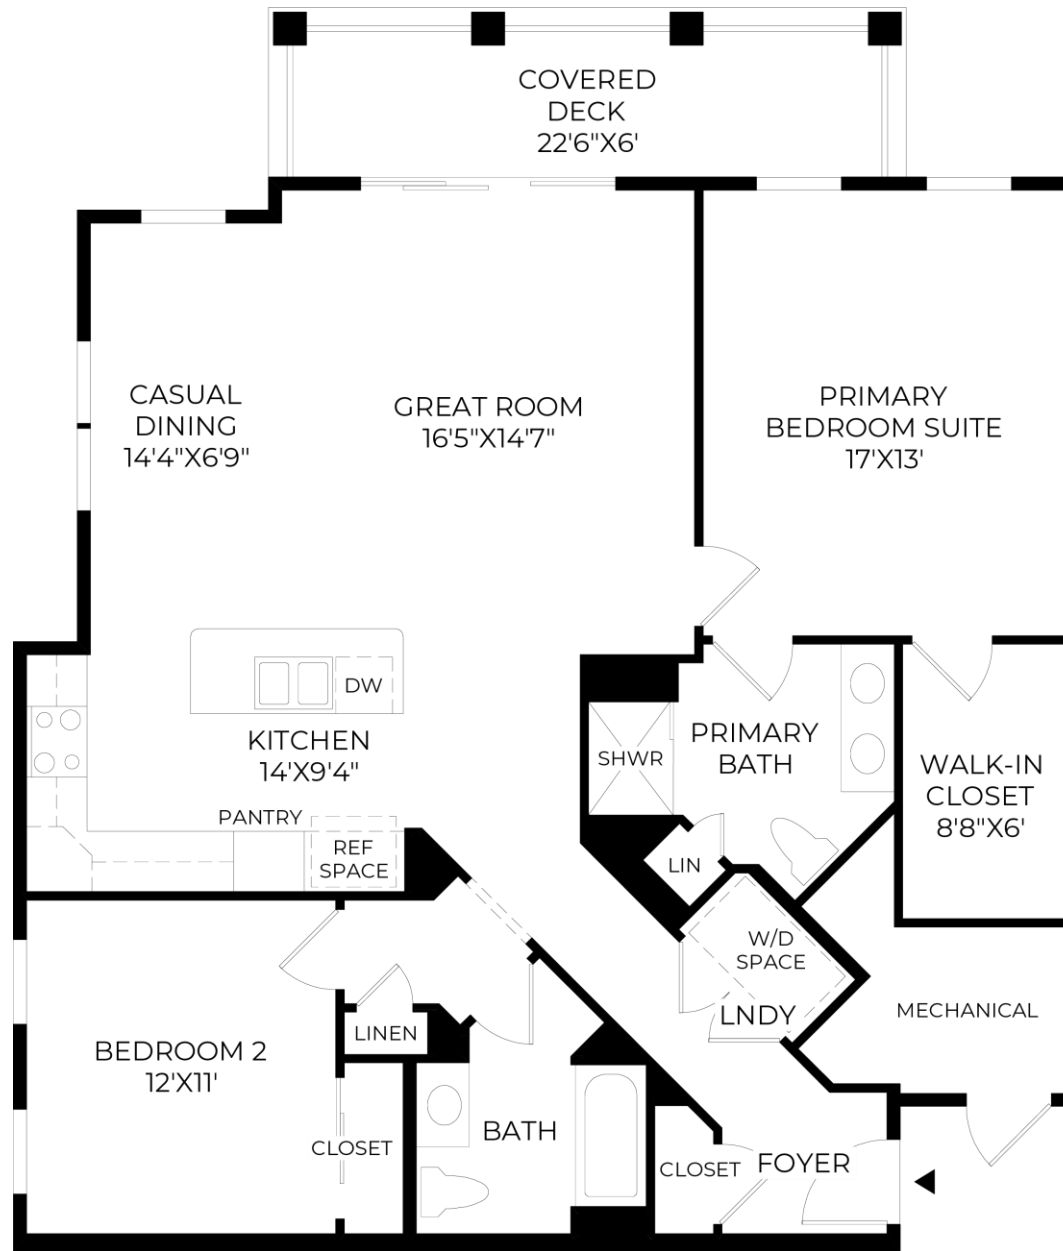 COVERED
DECK
22'6"X6'
CASUAL
DINING
14'4"X6'9"
GREAT ROOM
16'5"X14'7"
PRIMARY
BEDROOM SUITE
17'X13'
DW
KITCHEN
14'X9'4"
PANTRY
REF
SPACE
SHWR
PRIMARY
BATH
WALK-IN
CLOSET
8'8"X6'
LIN
W/D
SPACE
LNDY
MECHANICAL
LINEN
BEDROOM 2
12'X11'
CLOSET
BATH
CLOSET
FOYER